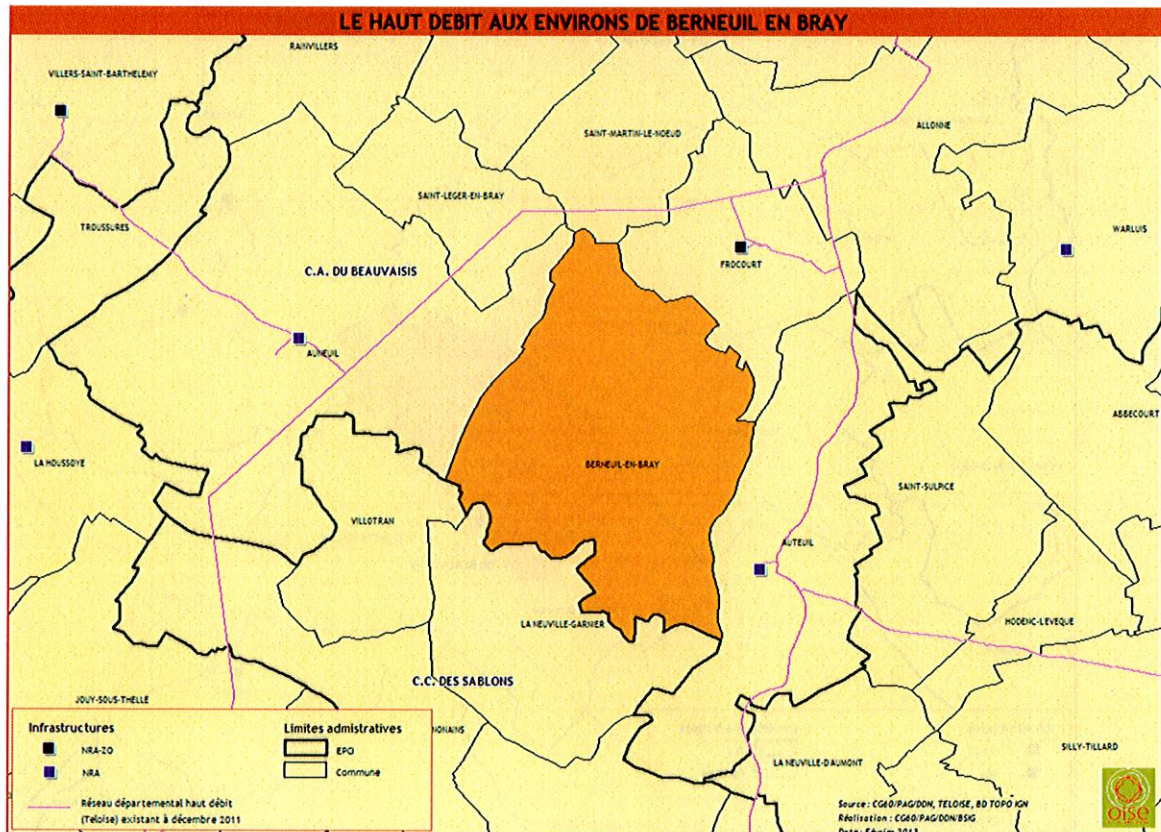 LE HAUT DEBIT AUX ENVIRONS DE BERNEUIL EN BRAY
RAINVILLERS
VILLERS-SAINT-BARTHELEMY
ALLONNE
SAINT-MARTIN-LE-NOEUD
SAINT-LEGER-EN-BRAY
TROUSSURES
WARLUIS
FROCOURT
C.A. DU BEAUVAISIS
AUNEUIL
ABBECOURT
LA HOUSSOYE
BERNEUIL-EN-BRAY
SAINT-SULPICE
VILLOTRAN
AUTEUIL
LA NEUVILLE-GARNIER
HODENC-L'EVEQUE
C.C. DES SABLONS
JOUY-SOUS-THELLE
NONAINS
SILLY-TILLARD
LA NEUVILLE-D'AUMONT
Infrastructures
NRA-ZO
NRA
Réseau départemental haut débit
(Teloise) existant à décembre 2011
Limites admistratives
EPCI
Commune
Source : CG60/PAG/DDN, TELOISE, BD TOPO IGN
Réalisation : CG60/PAG/DDN/BSIG
oise